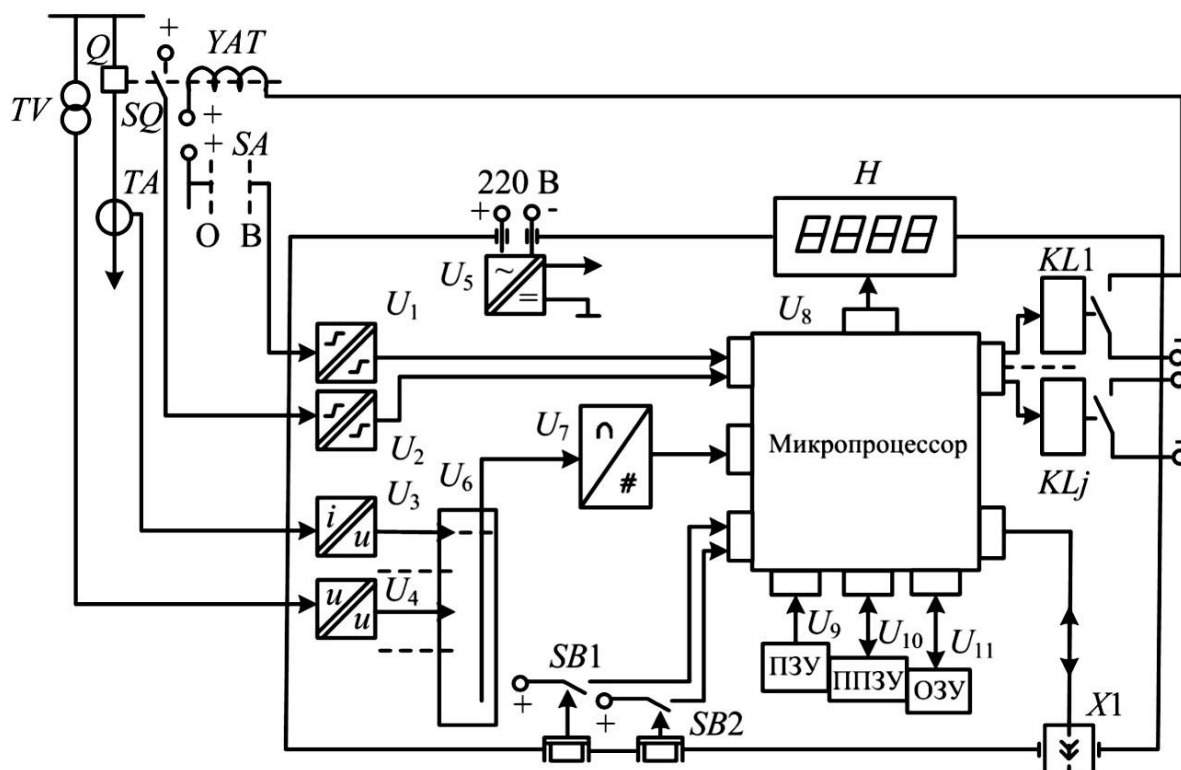 Q
+
YAT
TV
SQ
+
+
SA
TA
O
В
220 В
+
-
H
8888
U5
~
=
KL1
U1
U8
-
U2
U7
∩
#
Микропроцессор
KLj
-
U6
U3
i
u
u
u
U4
U9
U10
U11
ПЗУ
ППЗУ
ОЗУ
SB1
+
+
SB2
X1